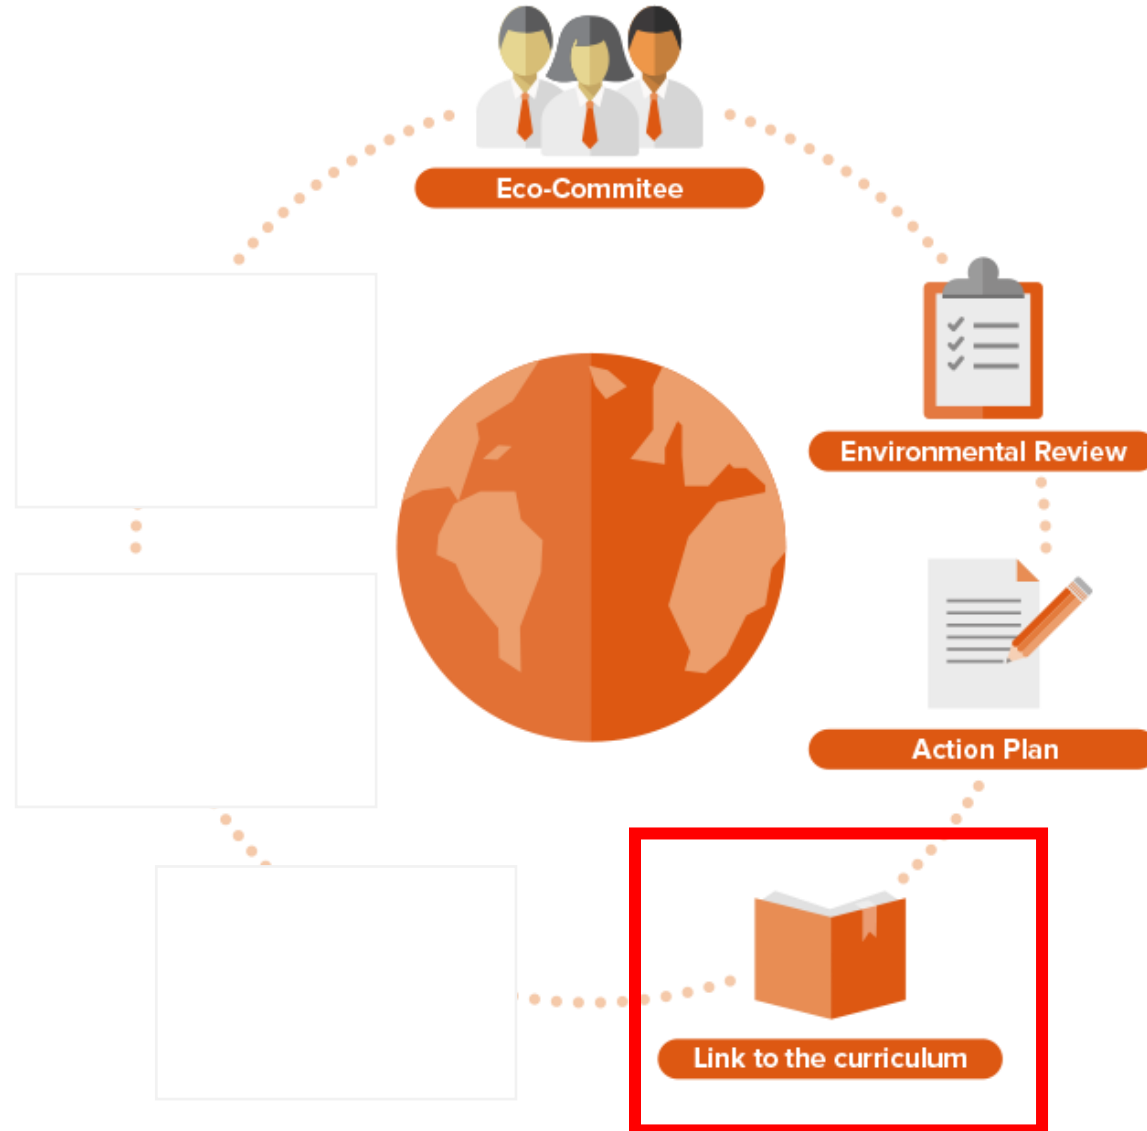 Eco-Commitee
Environmental Review
Action Plan
Link to the curriculum